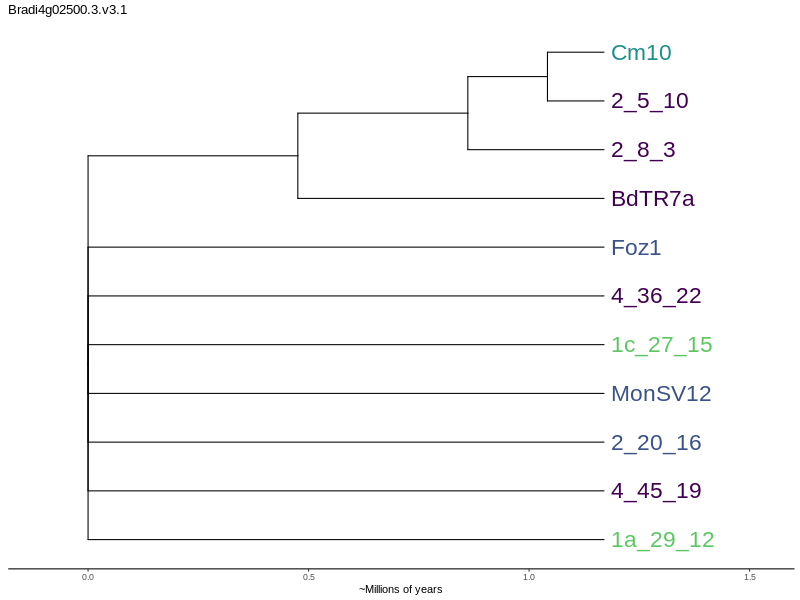 Bradi4g02500.3.v3.1
Cm10
2_5_10
2_8_3
BdTR7a
Foz1
4_36_22
1c_27_15
MonSV12
2_20_16
4_45_19
1a_29_12
0.0 0.5 1.0 1.5
~Millions of years